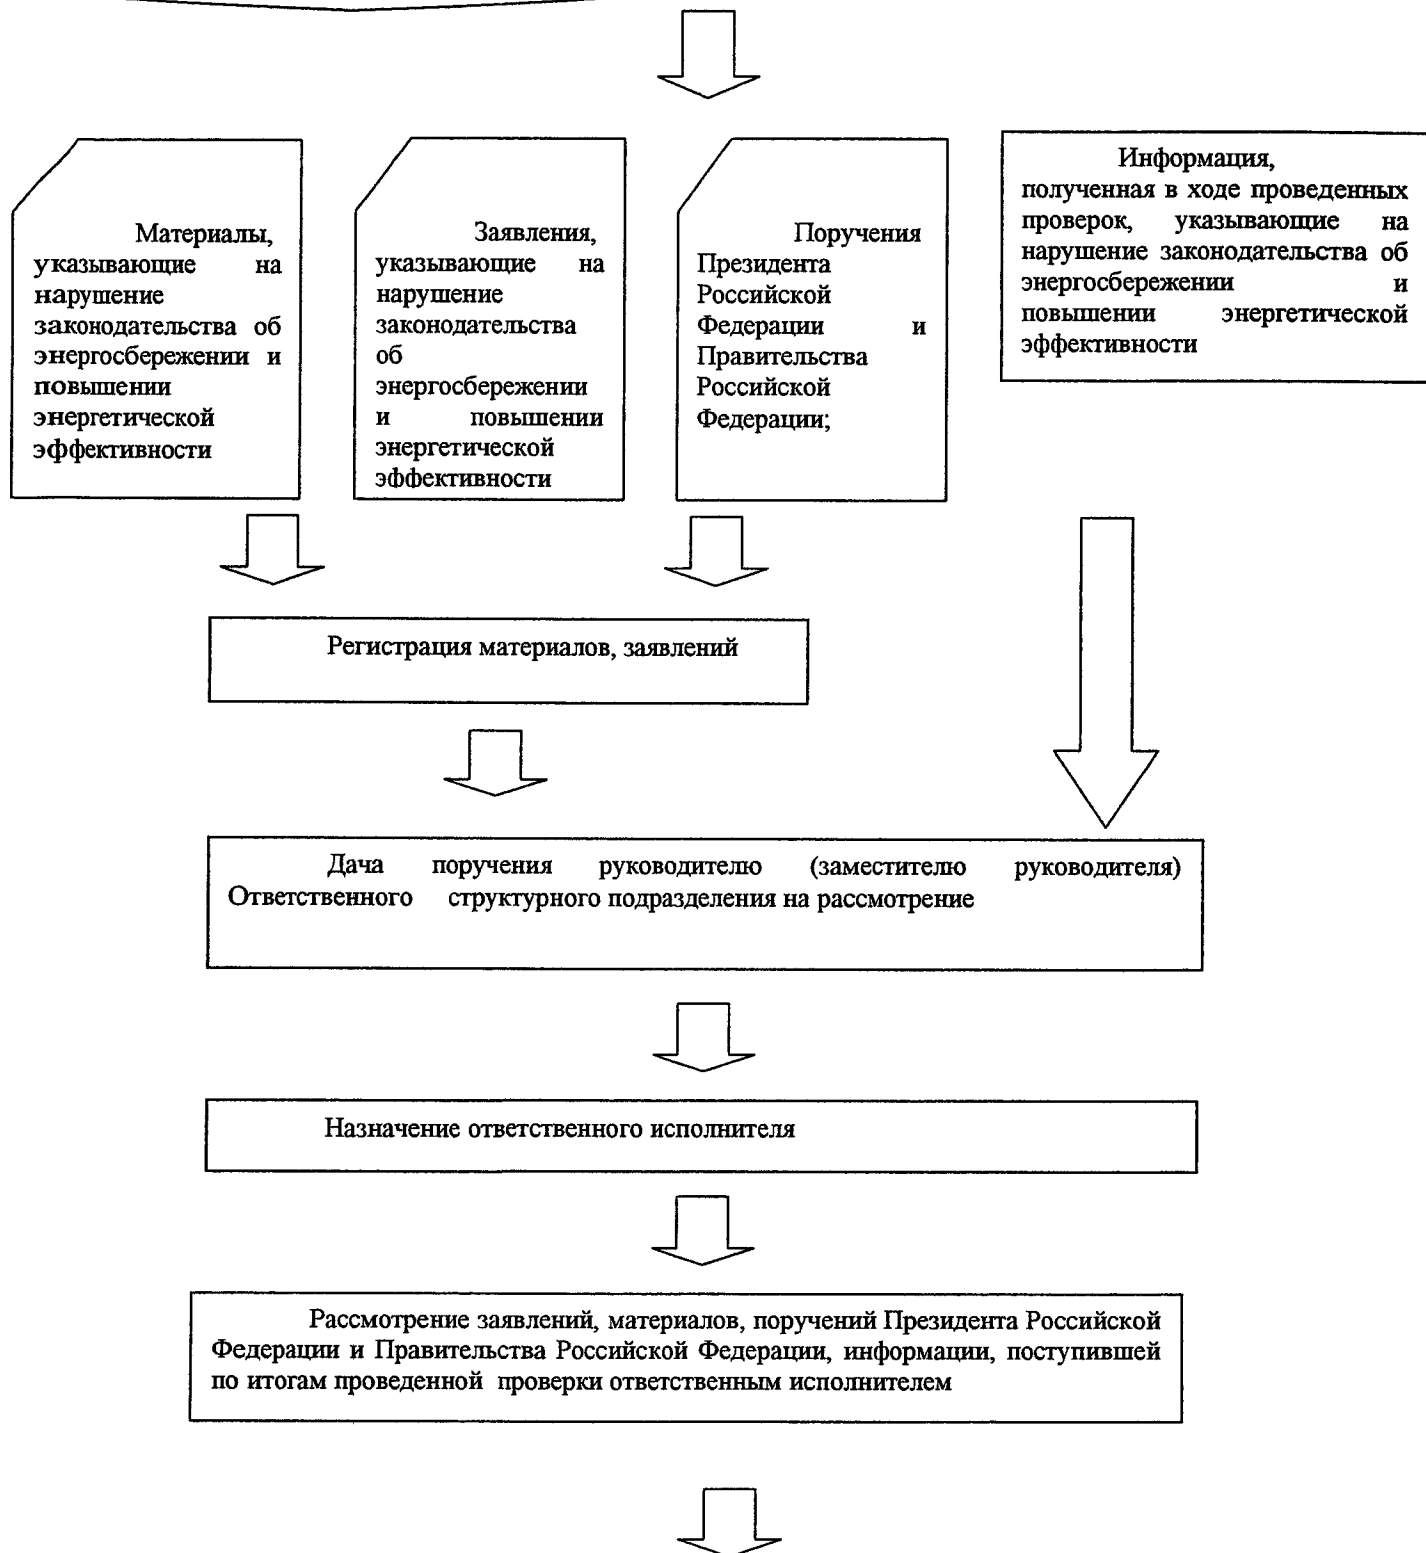 Материалы,
указывающие на
нарушение
законодательства об
энергосбережении и
повышении
энергетической
эффективности
Заявления,
указывающие на
нарушение
законодательства
об
энергосбережении
и повышении
энергетической
эффективности
Поручения
Президента
Российской
Федерации и
Правительства
Российской
Федерации;
Информация,
полученная в ходе проведенных
проверок, указывающие на
нарушение законодательства об
энергосбережении и
повышении энергетической
эффективности
Регистрация материалов, заявлений
Дача поручения руководителю (заместителю руководителя)
Ответственного структурного подразделения на рассмотрение
Назначение ответственного исполнителя
Рассмотрение заявлений, материалов, поручений Президента Российской
Федерации и Правительства Российской Федерации, информации, поступившей
по итогам проведенной проверки ответственным исполнителем